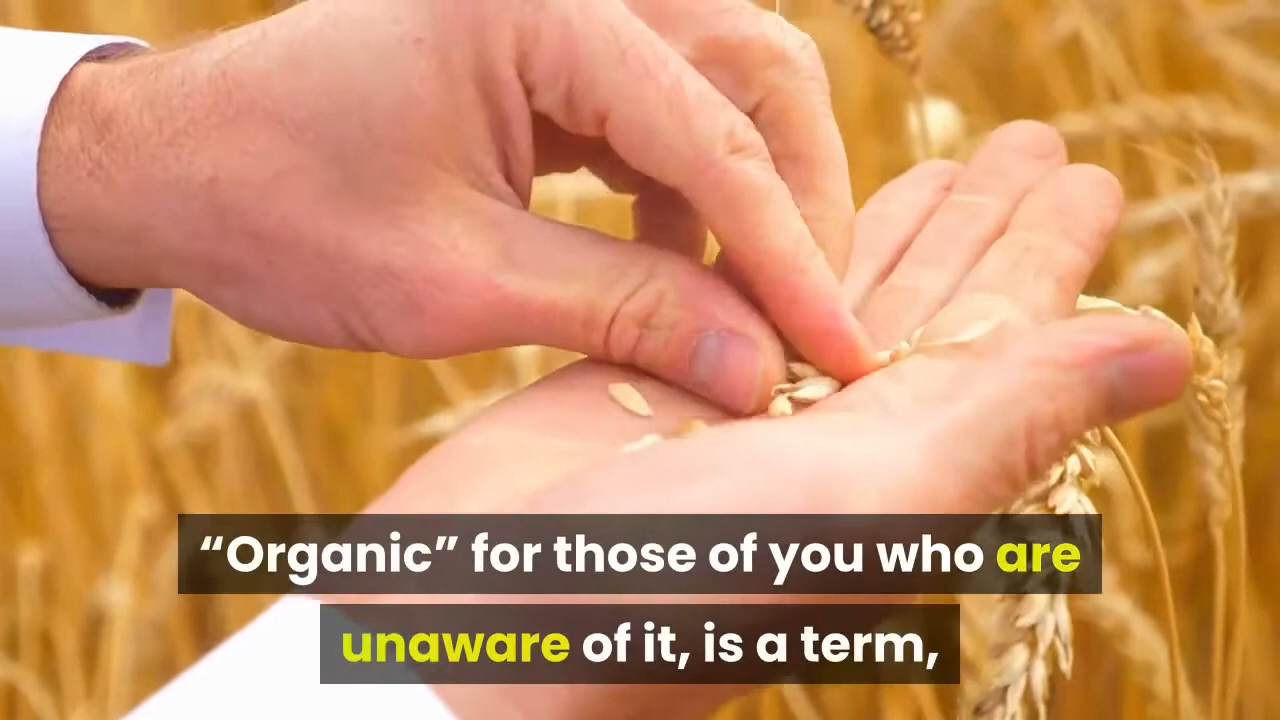 “Organic” for those of you who are
unaware of it, is a term,